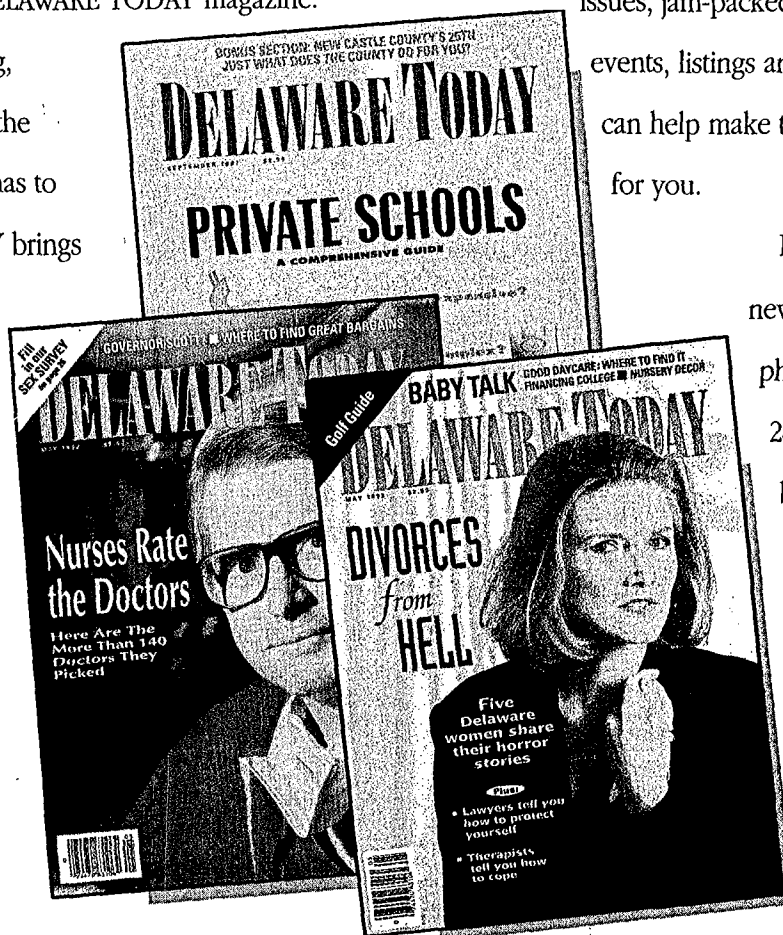 DELAWARE TODAY magazine.
g,
the
has to
brings
BONUS SECTION: NEW CASTLE COUNTY'S 25TH
JUST WHAT DOES THE COUNTY DO FOR YOU?
DELAWARE TODAY
SEPTEMBER
PRIVATE SCHOOLS
A COMPREHENSIVE GUIDE
Fill
in our
SEX SURVEY
GOVERNOR SCOTT ■ WHERE TO FIND GREAT BARGAINS
DELAWARE TODAY
MAY
Nurses Rate
the Doctors
Here Are The
More Than 140
Doctors They
Picked
Golf Guide
BABY TALK
GOOD DAYCARE: WHERE TO FIND IT
FINANCING COLLEGE ■ NURSERY DECOR
DELAWARE TODAY
MAY
DIVORCES
from
HELL
Five
Delaware
women share
their horror
stories
Plus:
• Lawyers tell you
how to protect
yourself
• Therapists
tell you how
to cope
issues, jam-packed
events, listings
can help make
for you.
new
ph
2